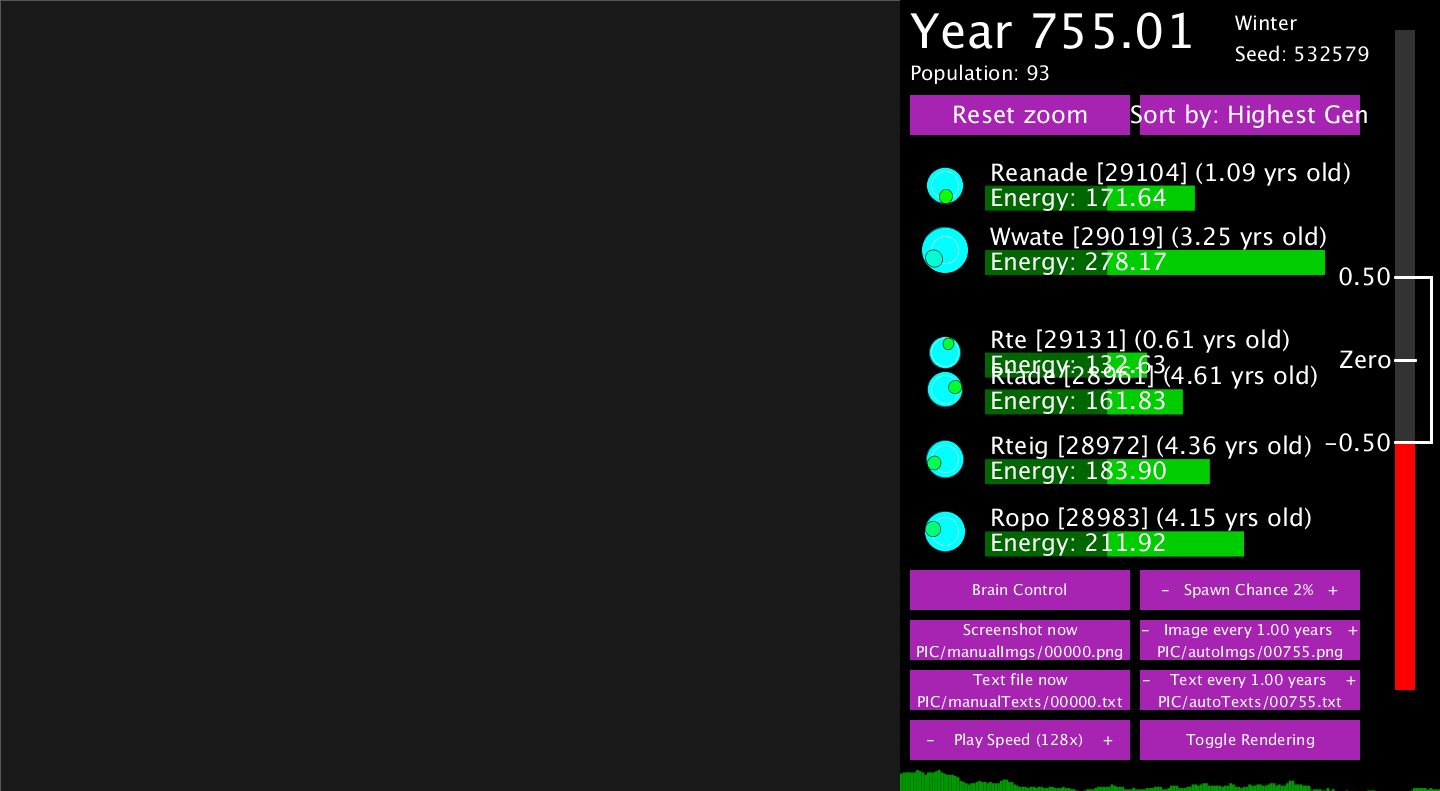 Year 755.01
Winter
Seed: 532579
Population: 93
Reset zoom
Sort by: Highest Gen
Reanade [29104] (1.09 yrs old)
Energy: 171.64
Wwate [29019] (3.25 yrs old)
Energy: 278.17
0.50
Rte [29131] (0.61 yrs old)
Energy: 132.63
Zero
Rtade [28961] (4.61 yrs old)
Energy: 161.83
-0.50
Rteig [28972] (4.36 yrs old)
Energy: 183.90
Ropo [28983] (4.15 yrs old)
Energy: 211.92
Brain Control
- Spawn Chance 2% +
Screenshot now
PIC/manualImgs/00000.png
- Image every 1.00 years +
PIC/autoImgs/00755.png
Text file now
PIC/manualTexts/00000.txt
- Text every 1.00 years +
PIC/autoTexts/00755.txt
- Play Speed (128x) +
Toggle Rendering